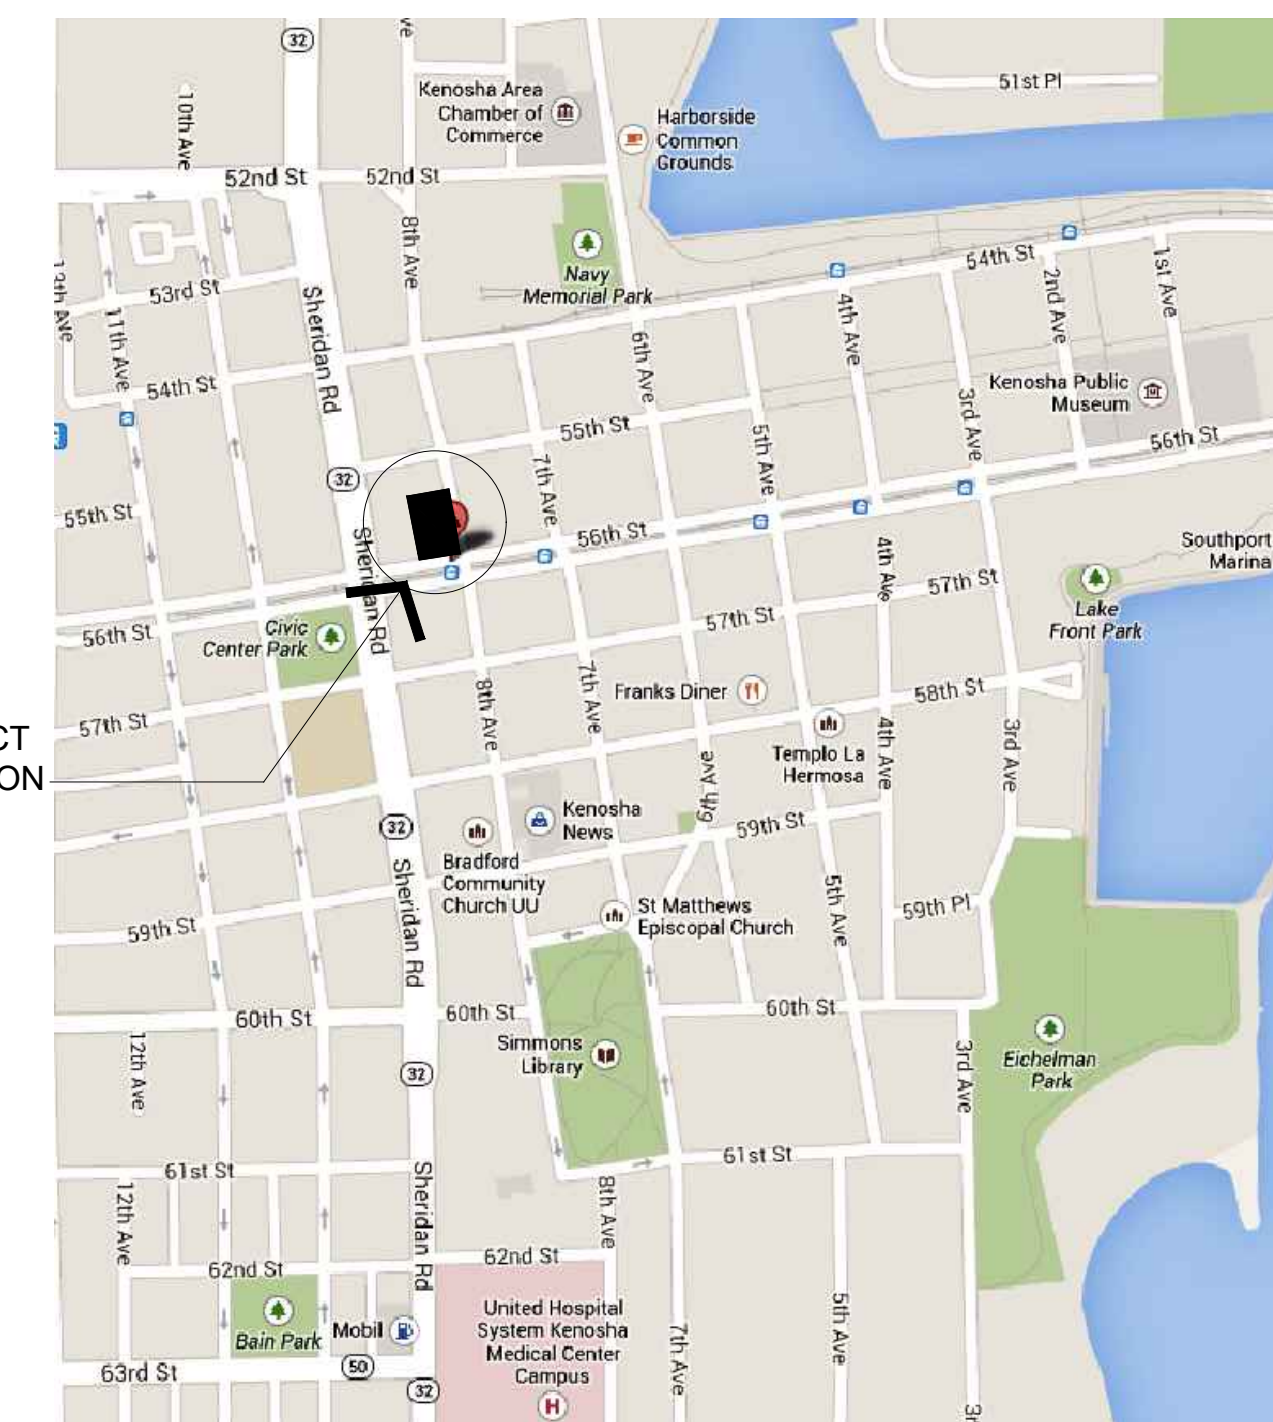 32
51st Pl
Kenosha Area
Chamber of
Commerce
Harborside
Common
Grounds
10th Ave
52nd St
52nd St
8th Ave
Navy
Memorial Park
54th St
1st Ave
2nd Ave
53rd St
Sheridan Rd
11th Ave
4th Ave
6th Ave
54th St
Kenosha Public
Museum
3rd Ave
55th St
56th St
5th Ave
7th Ave
32
55th St
56th St
Southport
Marina
Sheridan Rd
4th Ave
57th St
Lake
Front Park
56th St
Civic
Center Park
57th St
Franks Diner
58th St
8th Ave
7th Ave
57th St
CT
ON
Templo La
Hermosa
4th Ave
3rd Ave
6th Ave
Kenosha
News
59th St
32
Bradford
Community
Church UU
Sheridan Rd
St Matthews
Episcopal Church
5th Ave
59th Pl
59th St
60th St
60th St
60th St
Simmons
Library
12th Ave
3rd Ave
Eichelman
Park
32
61st St
61st St
12th Ave
Sheridan Rd
8th Ave
62nd St
62nd St
United Hospital
System Kenosha
Medical Center
Campus
H
Bain Park
Mobil
5th Ave
7th Ave
63rd St
50
32